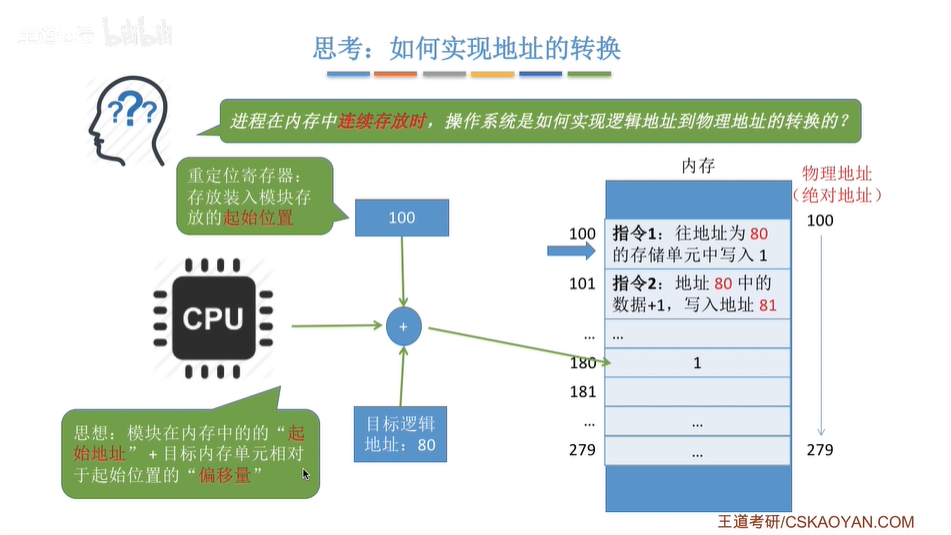 王道论坛 bilibili
思考：如何实现地址的转换
???
进程在内存中连续存放时，操作系统是如何实现逻辑地址到物理地址的转换的？
重定位寄存器：
存放装入模块存
放的起始位置
100
CPU
+
目标逻辑
地址：80
思想：模块在内存中的的“起
始地址”+目标内存单元相对
于起始位置的“偏移量”
内存
物理地址
（绝对地址）
100
指令1：往地址为 80
的存储单元中写入 1
100
101
指令2：地址 80 中的
数据+1，写入地址 81
...
...
180
1
181
...
...
279
...
279
王道考研/CSKAOYAN.COM